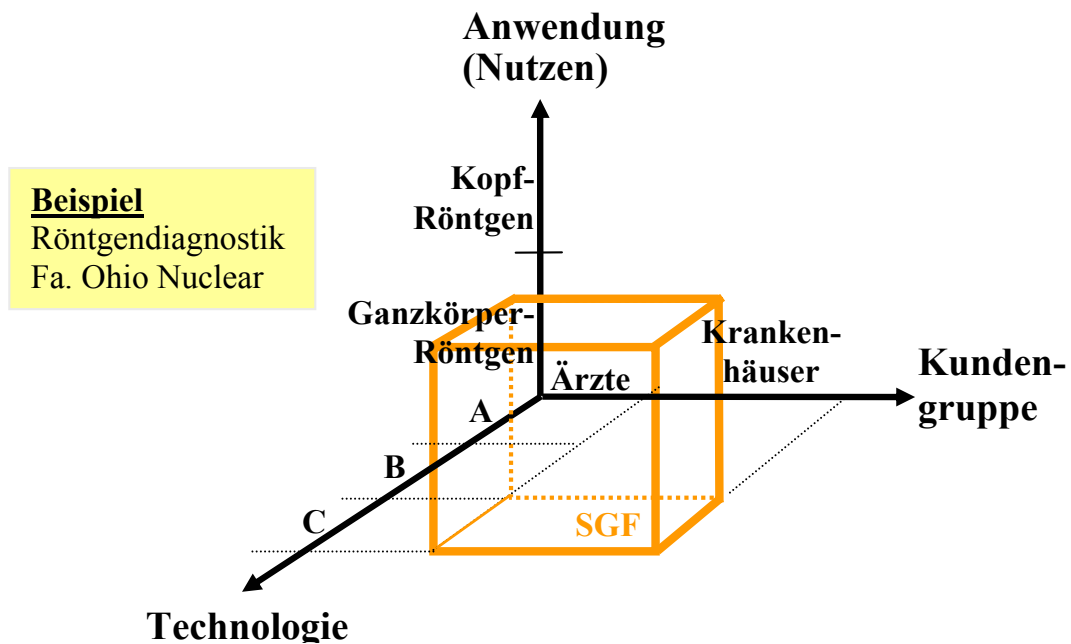 Anwendung
(Nutzen)
Beispiel
Röntgendiagnostik
Fa. Ohio Nuclear
Kopf-
Röntgen
Ganzkörper-
Röntgen
Ärzte
Kranken-
häuser
Kunden-
gruppe
A
B
C
SGF
Technologie